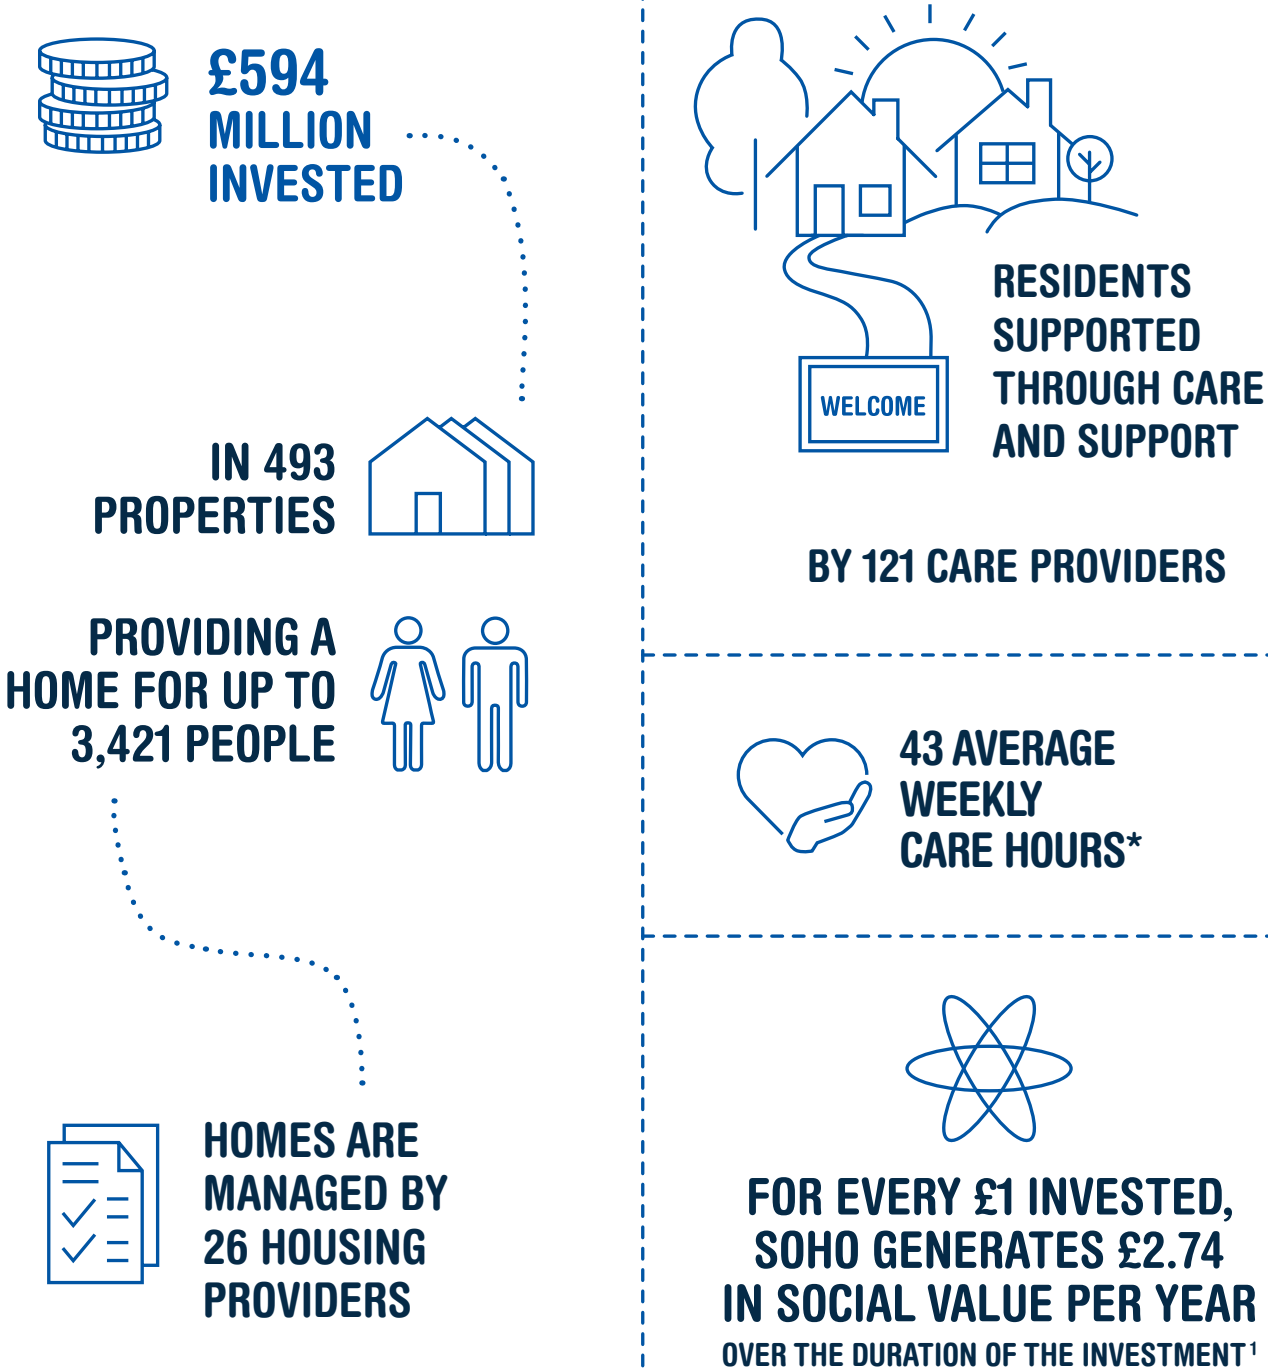 £594
MILLION
INVESTED
IN 493
PROPERTIES
PROVIDING A
HOME FOR UP TO
3,421 PEOPLE
HOMES ARE
MANAGED BY
26 HOUSING
PROVIDERS
WELCOME
RESIDENTS
SUPPORTED
THROUGH CARE
AND SUPPORT
BY 121 CARE PROVIDERS
43 AVERAGE
WEEKLY
CARE HOURS*
FOR EVERY £1 INVESTED,
SOHO GENERATES £2.74
IN SOCIAL VALUE PER YEAR
OVER THE DURATION OF THE INVESTMENT¹